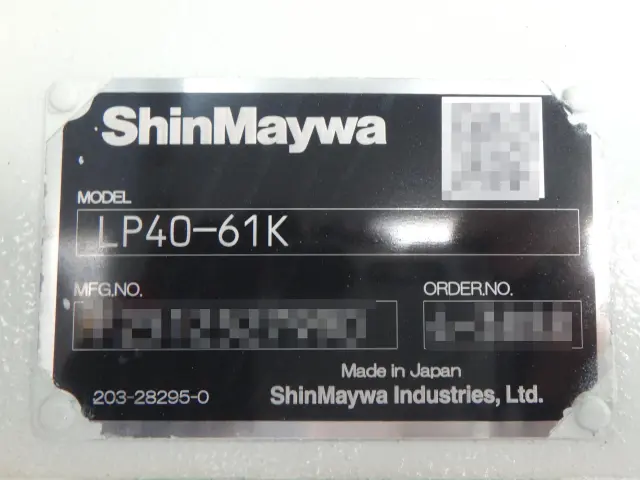 ShinMaywa
MODEL
LP40-61K
MFG.NO.
ORDER.NO.
Made in Japan
203-28295-0
ShinMaywa Industries, Ltd.